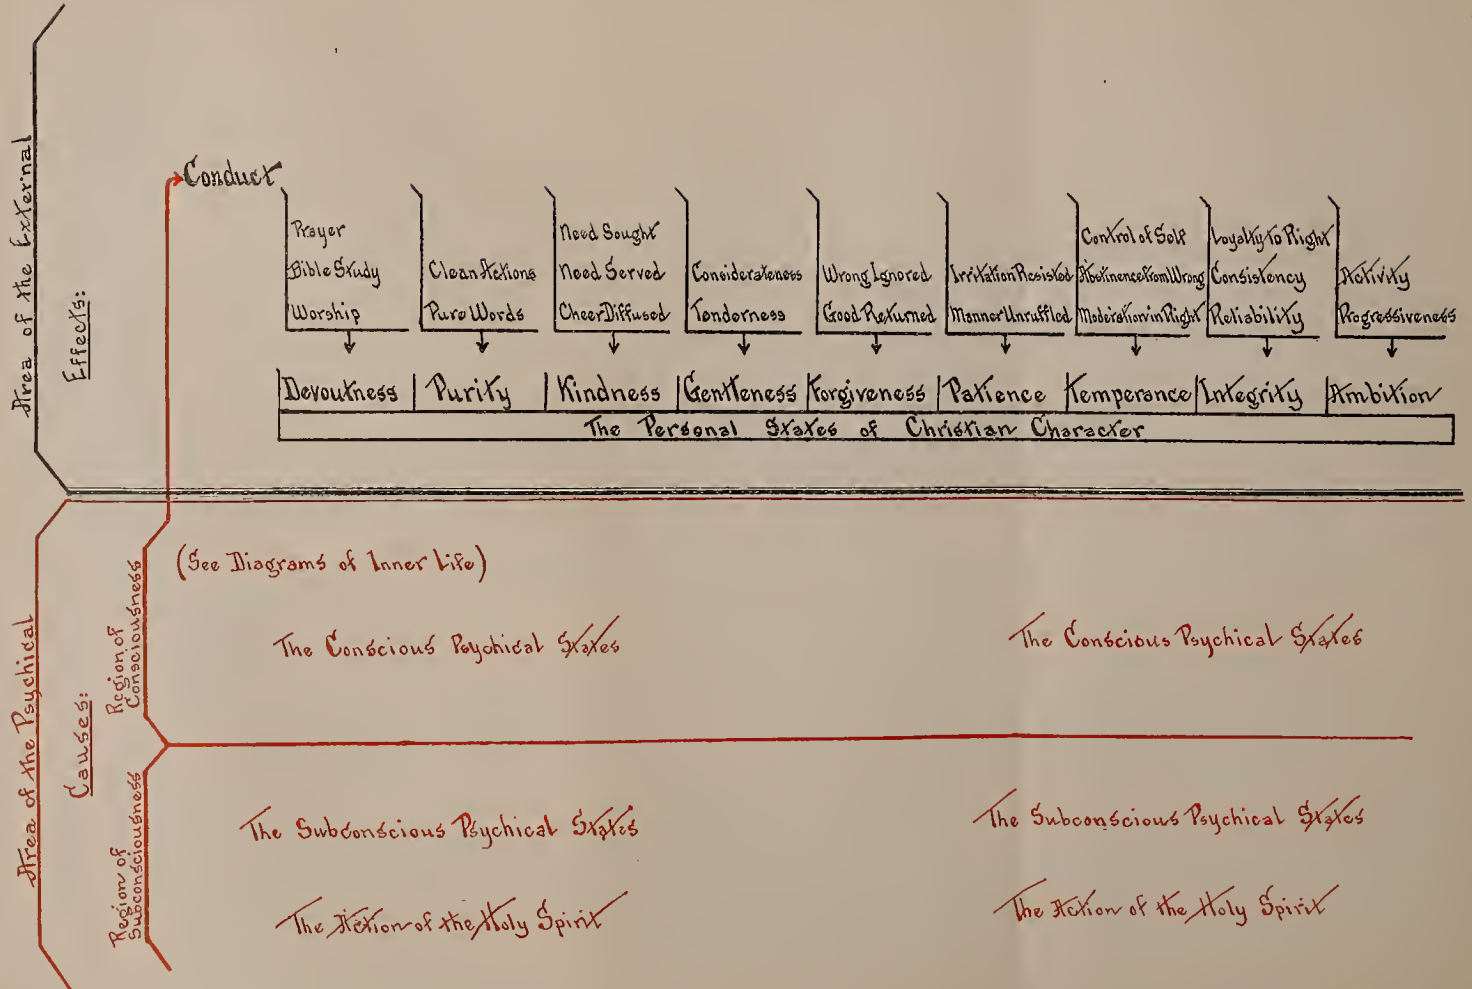 Area of the External
Effects:
Conduct
Prayer
Bible Study
Worship
Clean Actions
Pure Words
Need Sought
Need Served
Cheer Diffused
Considerateness
Tenderness
Wrong Ignored
Good Returned
Irritation Resisted
Manner Unruffled
Control of Self
Abstinence from Wrong
Moderation in Right
Loyalty to Right
Consistency
Reliability
Activity
Progressiveness
Devoutness Purity Kindness Gentleness Forgiveness Patience Temperance Integrity Ambition
The Personal States of Christian Character
Area of the Psychical
Causes:
Region of
Consciousness
(See Diagrams of Inner Life)
The Conscious Psychical States
The Conscious Psychical States
Region of
Subconsciousness
The Subconscious Psychical States
The Subconscious Psychical States
The Action of the Holy Spirit
The Action of the Holy Spirit